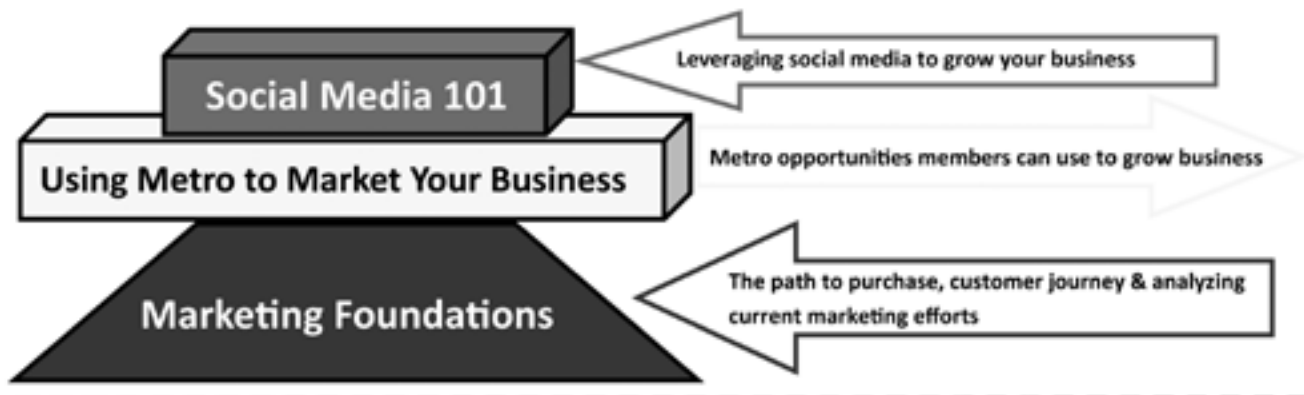 Social Media 101
Leveraging social media to grow your business
Using Metro to Market Your Business
Metro opportunities members can use to grow business
Marketing Foundations
The path to purchase, customer journey & analyzing
current marketing efforts